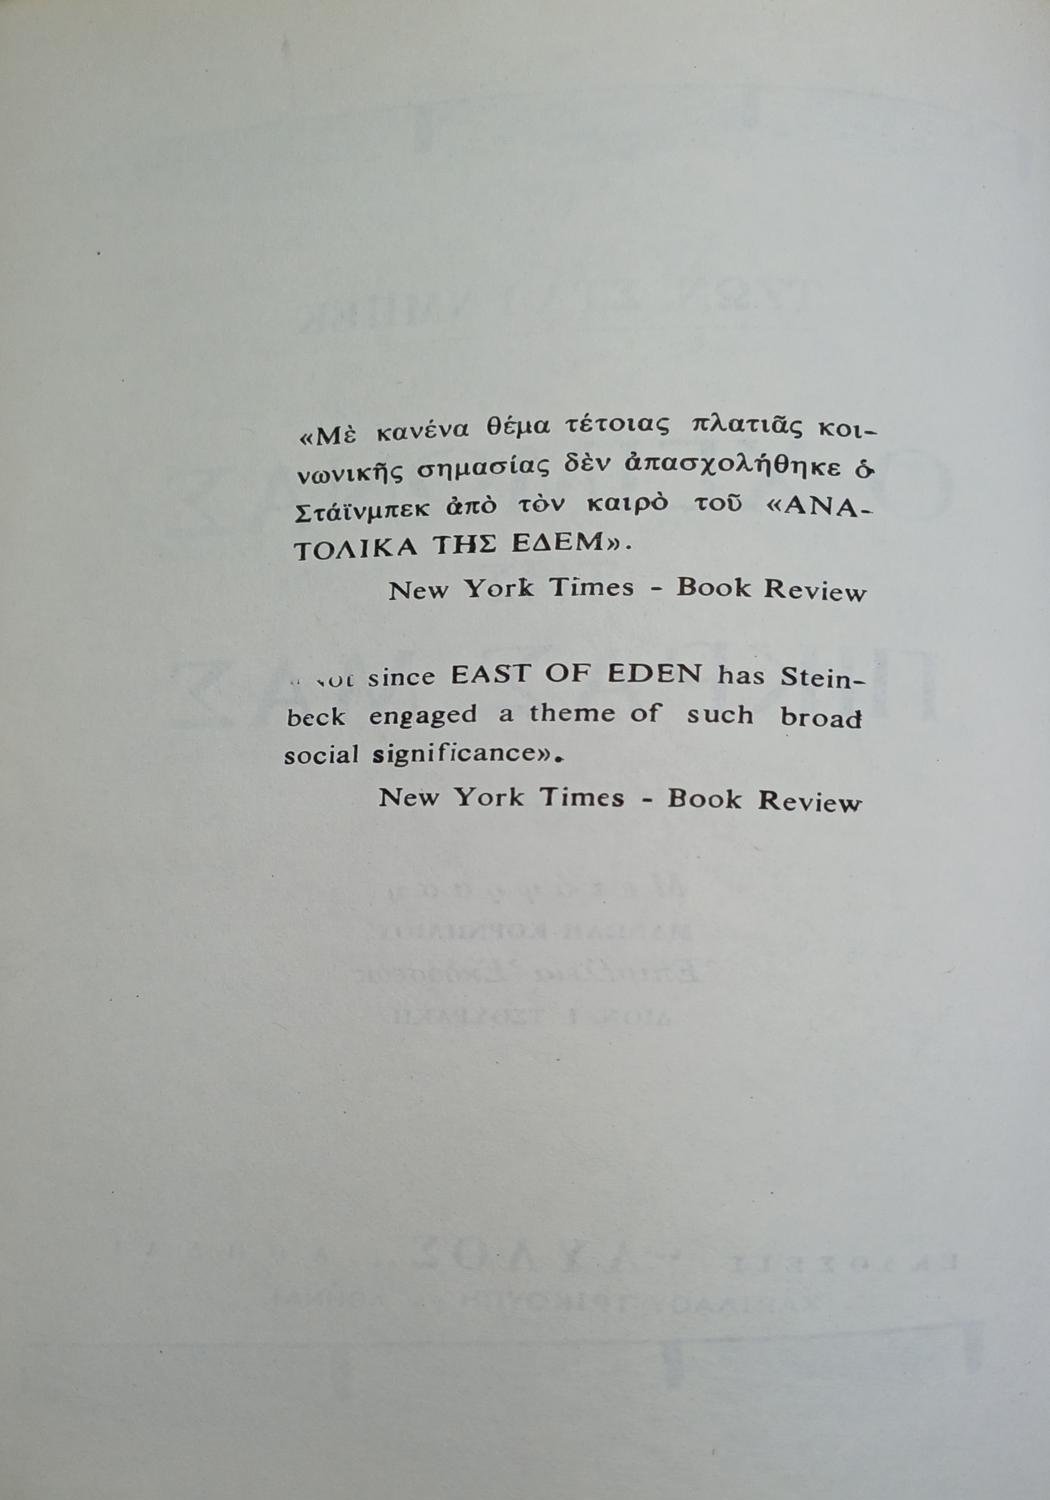 «Μὲ κανένα θέμα τέτοιας πλατιᾶς κοι-
νωνικῆς σημασίας δὲν ἀπασχολήθηκε ὁ
Στάϊνμπεκ ἀπὸ τὸν καιρὸ τοῦ «ΑΝΑ-
ΤΟΛΙΚΑ ΤΗΣ ΕΔΕΜ».
New York Times - Book Review
since EAST OF EDEN has Stein-
beck engaged a theme of such broad
social significance».
New York Times - Book Review